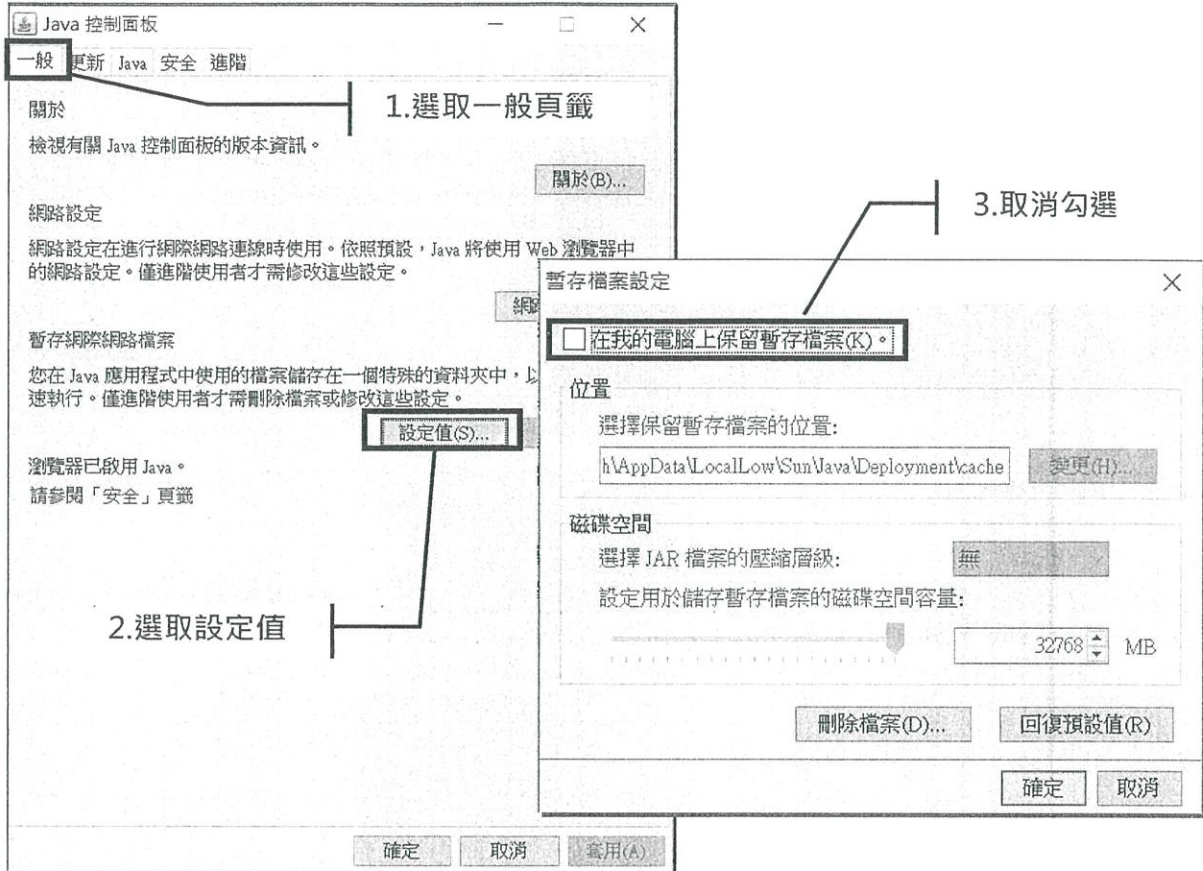 Java 控制面板
一般 更新 Java 安全 進階
1.選取一般頁籤
關於
檢視有關 Java 控制面板的版本資訊。
關於(B)...
網路設定
網路設定在進行網際網路連線時使用。依照預設，Java 將使用 Web 瀏覽器中
的網路設定。僅進階使用者才需修改這些設定。
網路
暫存網際網路檔案
您在 Java 應用程式中使用的檔案儲存在一個特殊的資料夾中，以
速執行。僅進階使用者才需刪除檔案或修改這些設定。
設定值(S)...
瀏覽器已啟用 Java。
請參閱「安全」頁籤
2.選取設定值
確定 取消 套用(A)
3.取消勾選
暫存檔案設定
在我的電腦上保留暫存檔案(K)。
位置
選擇保留暫存檔案的位置:
h\AppData\LocalLow\Sun\Java\Deployment\cache 變更(H)...
磁碟空間
選擇 JAR 檔案的壓縮層級: 無
設定用於儲存暫存檔案的磁碟空間容量:
32768 MB
刪除檔案(D)... 回復預設值(R)
確定 取消